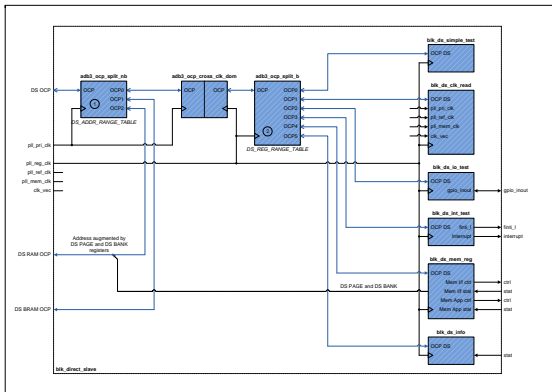 blk_ds_simple_test
OCP DS
adb3_ocp_split_nb
adb3_ocp_cross_clk_dom
adb3_ocp_split_b
DS OCP
OCP
OCP0
OCP1
OCP2
1
DS_ADDR_RANGE_TABLE
OCP
OCP
OCP
OCP0
OCP1
OCP2
OCP3
OCP4
OCP5
2
DS_REG_RANGE_TABLE
blk_ds_clk_read
OCP DS
pll_pri_clk
pll_ref_clk
pll_mem_clk
clk_vec
pll_pri_clk
pll_reg_clk
pll_ref_clk
pll_mem_clk
clk_vec
blk_ds_io_test
OCP DS
gpio_inout
gpio_inout
blk_ds_int_test
OCP DS
finti_l
interrupt
finti_l
interrupt
Address augmented by
DS PAGE and DS BANK
registers
DS RAM OCP
blk_ds_mem_reg
OCP DS
Mem I/f ctrl
Mem I/f stat
Mem App ctrl
Mem App stat
ctrl
stat
ctrl
stat
DS PAGE and DS BANK
DS BRAM OCP
blk_ds_info
OCP DS
stat
blk_direct_slave